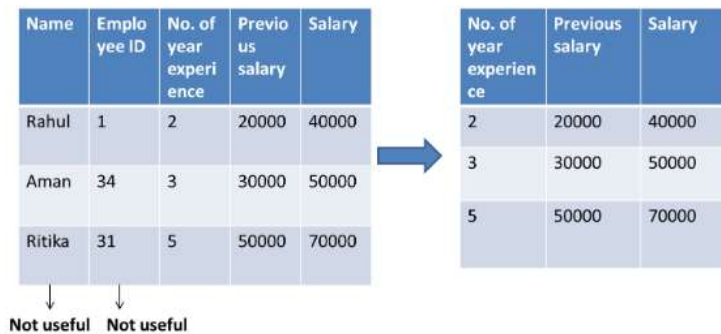 Name Emplo yee ID No. of year experi ence Previo us salary Salary
Rahul 1 2 20000 40000
Aman 34 3 30000 50000
Ritika 31 5 50000 70000
Not useful Not useful
No. of year experien ce Previous salary Salary
2 20000 40000
3 30000 50000
5 50000 70000